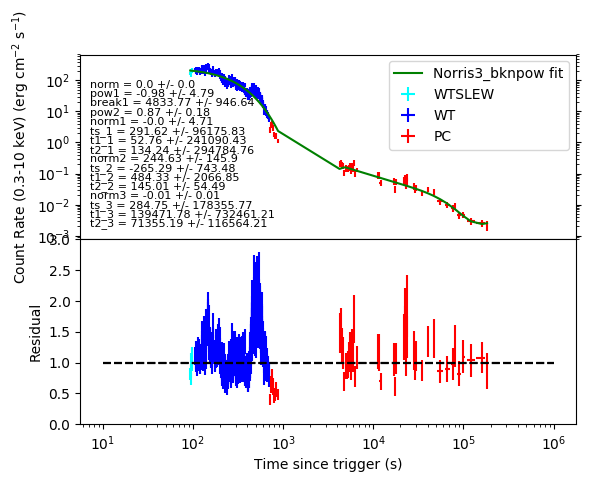 Count Rate (0.3-10 keV) (erg cm⁻² s⁻¹)
10² 10¹ 10⁰ 10⁻¹ 10⁻² 10⁻³
norm = 0.0 +/- 0.0
pow1 = -0.98 +/- 4.79
break1 = 4833.77 +/- 946.64
pow2 = 0.87 +/- 0.18
norm1 = -0.0 +/- 4.71
ts_1 = 291.62 +/- 96175.83
t1_1 = 52.76 +/- 241090.43
t2_1 = 134.24 +/- 294784.76
norm2 = 244.63 +/- 145.9
ts_2 = -265.29 +/- 743.48
t1_2 = 484.33 +/- 2066.85
t2_2 = 145.01 +/- 54.49
norm3 = -0.01 +/- 0.01
ts_3 = 284.75 +/- 178355.77
t1_3 = 139471.78 +/- 732461.21
t2_3 = 71355.19 +/- 116564.21
Norris3_bknpow fit
WTSLEW
WT
PC
Residual
3.0
2.5
2.0
1.5
1.0
0.5
0.0
10¹ 10² 10³ 10⁴ 10⁵ 10⁶
Time since trigger (s)